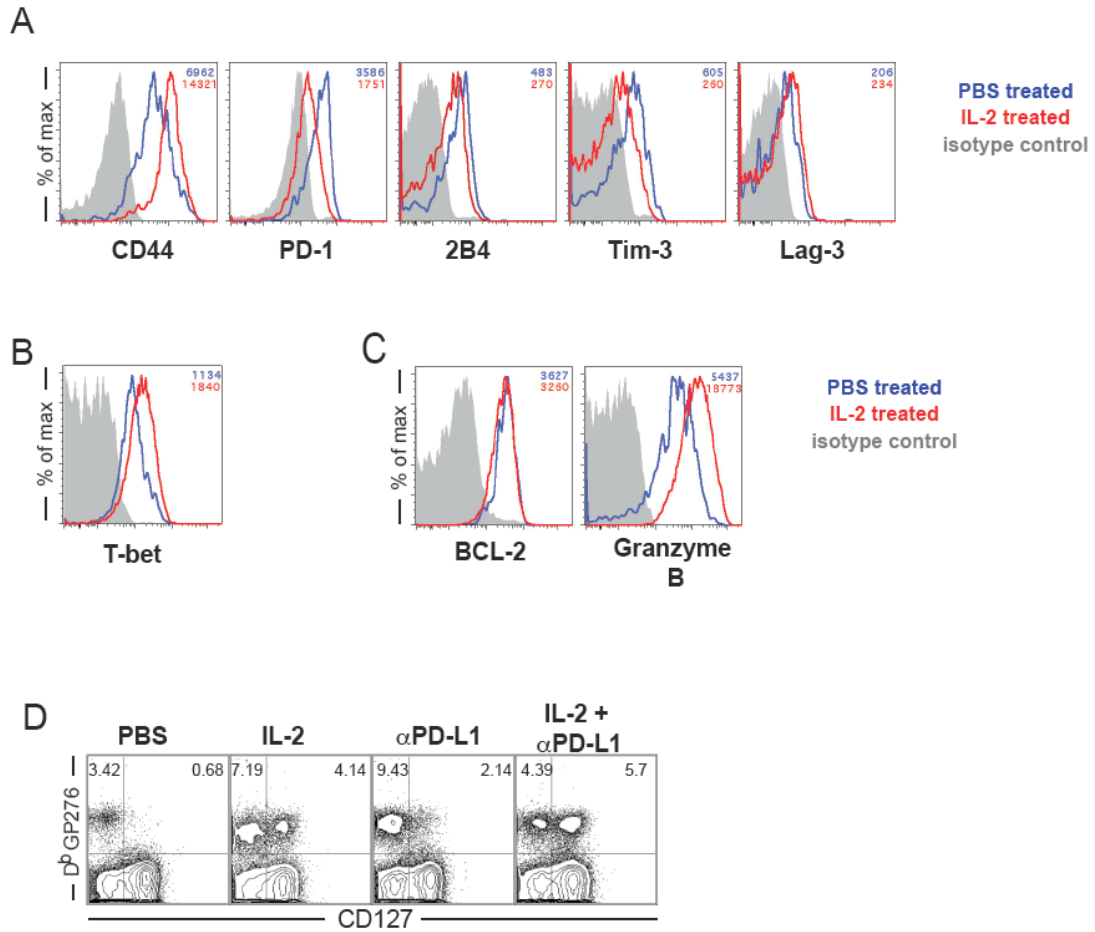 A
6962
14321
3586
1751
483
270
605
260
206
234
% of max
CD44
PD-1
2B4
Tim-3
Lag-3
PBS treated
IL-2 treated
isotype control
B
1134
1840
% of max
T-bet
C
3627
3260
5437
18773
% of max
BCL-2
Granzyme
B
PBS treated
IL-2 treated
isotype control
D
PBS
IL-2
αPD-L1
IL-2 +
αPD-L1
3.42 0.68
7.19 4.14
9.43 2.14
4.39 5.7
Dᵇ GP276
CD127